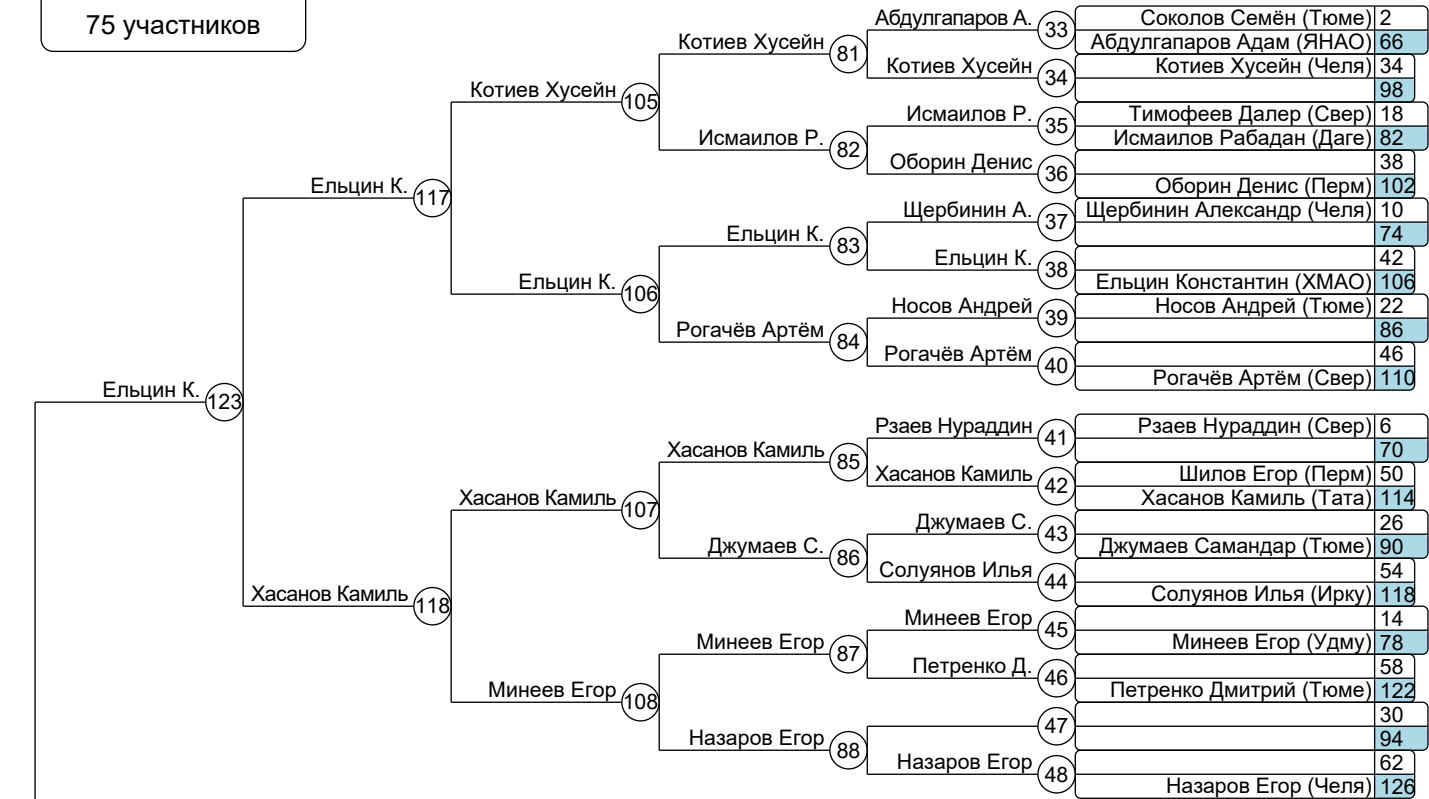 75 участников
Абдулгапаров А. 33 Соколов Семён (Тюме) 2
Абдулгапаров Адам (ЯНАО) 66
Котиев Хусейн 81
Котиев Хусейн 34 Котиев Хусейн (Челя) 34
98
Котиев Хусейн 105
Исмаилов Р. 35 Тимофеев Далер (Свер) 18
Исмаилов Рабадан (Даге) 82
Исмаилов Р. 82
Оборин Денис 36 38
Оборин Денис (Перм) 102
Ельцин К. 117
Щербинин А. 37 Щербинин Александр (Челя) 10
74
Ельцин К. 83
Ельцин К. 38 42
Ельцин Константин (ХМАО) 106
Ельцин К. 106
Носов Андрей 39 Носов Андрей (Тюме) 22
86
Рогачёв Артём 84
Рогачёв Артём 40 46
Рогачёв Артём (Свер) 110
Ельцин К. 123
Рзаев Нураддин 41 Рзаев Нураддин (Свер) 6
70
Хасанов Камиль 85
Хасанов Камиль 42 Шилов Егор (Перм) 50
Хасанов Камиль (Тата) 114
Хасанов Камиль 107
Джумаев С. 43 26
Джумаев Самандар (Тюме) 90
Джумаев С. 86
Солуянов Илья 44 54
Солуянов Илья (Ирку) 118
Хасанов Камиль 118
Минеев Егор 45 14
Минеев Егор (Удму) 78
Минеев Егор 87
Петренко Д. 46 58
Петренко Дмитрий (Тюме) 122
Минеев Егор 108
47 30
94
Назаров Егор 88
Назаров Егор 48 62
Назаров Егор (Челя) 126